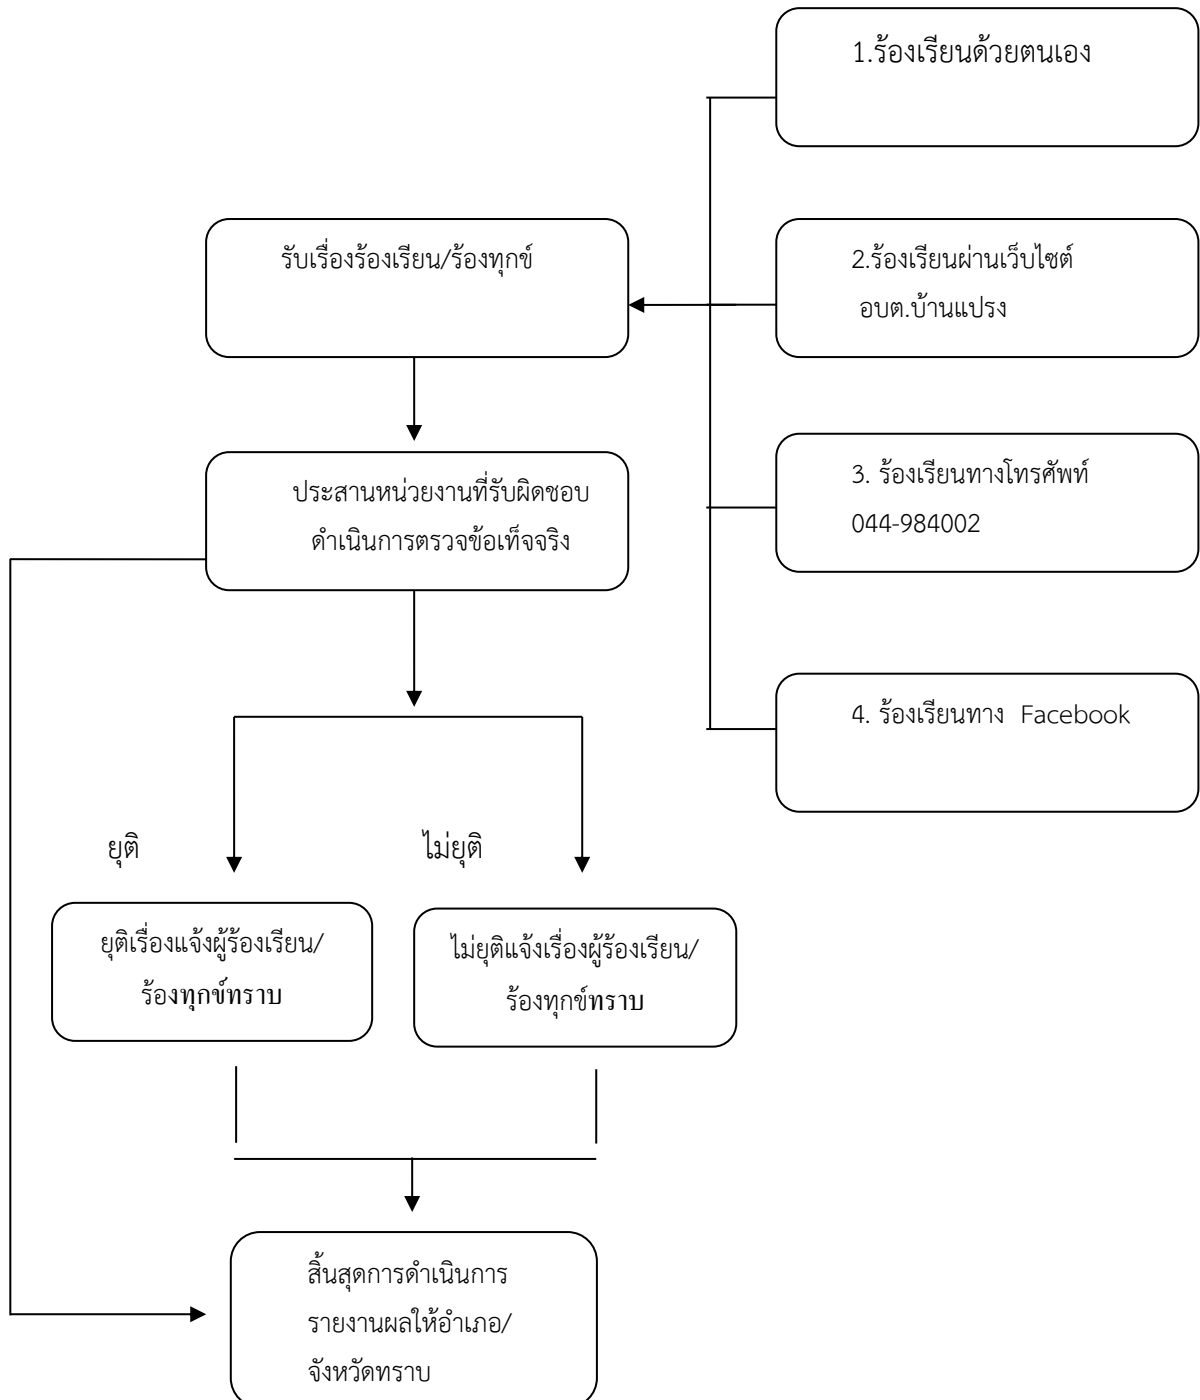 1.ร้องเรียนด้วยตนเอง
รับเรื่องร้องเรียน/ร้องทุกข์
2.ร้องเรียนผ่านเว็บไซต์
อบต.บ้านแปรง
3. ร้องเรียนทางโทรศัพท์
044-984002
ประสานหน่วยงานที่รับผิดชอบ
ดำเนินการตรวจข้อเท็จจริง
4. ร้องเรียนทาง Facebook
ยุติ
ไม่ยุติ
ยุติเรื่องแจ้งผู้ร้องเรียน/
ร้องทุกข์ทราบ
ไม่ยุติแจ้งเรื่องผู้ร้องเรียน/
ร้องทุกข์ทราบ
สิ้นสุดการดำเนินการ
รายงานผลให้อำเภอ/
จังหวัดทราบ